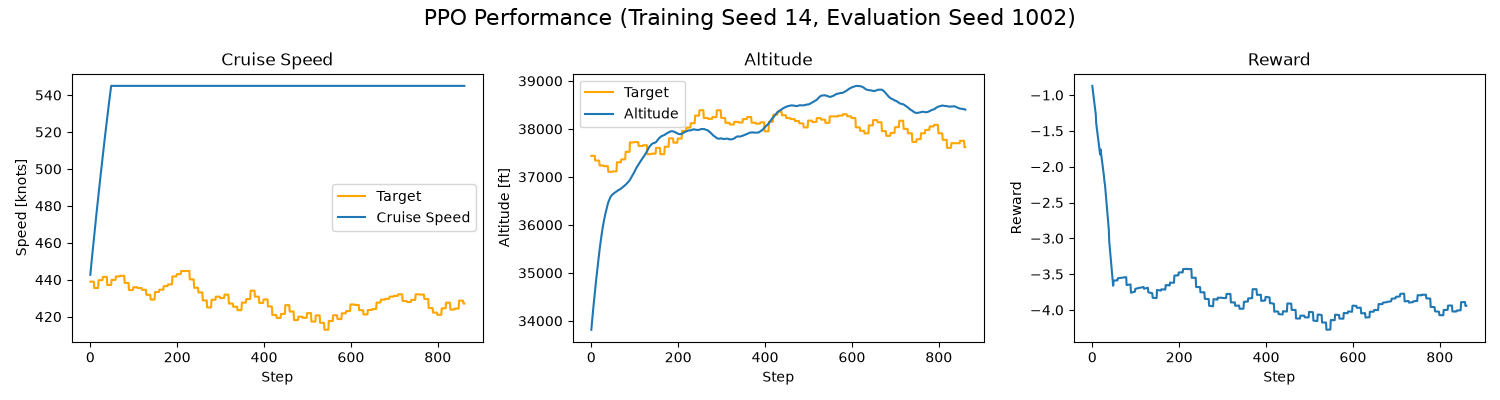 PPO Performance (Training Seed 14, Evaluation Seed 1002)
Cruise Speed
Speed [knots]
540
520
500
480
460
440
420
Target
Cruise Speed
0
200
400
600
800
Step
Altitude
Altitude [ft]
39000
38000
37000
36000
35000
34000
Target
Altitude
0
200
400
600
800
Step
Reward
Reward
−1.0
−1.5
−2.0
−2.5
−3.0
−3.5
−4.0
0
200
400
600
800
Step